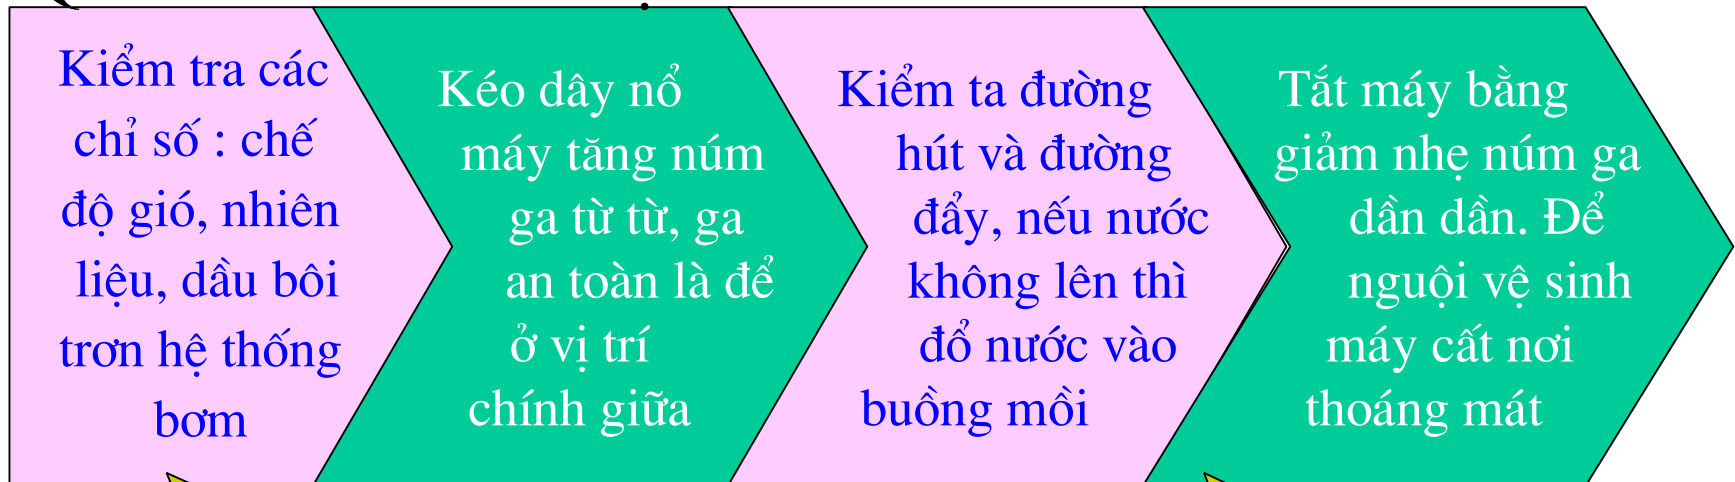 Kiểm tra các
chỉ số : chế
độ gió, nhiên
liệu, dầu bôi
trơn hệ thống
bơm
Kéo dây nổ
máy tăng núm
ga từ từ, ga
an toàn là để
ở vị trí
chính giữa
Kiểm ta đường
hút và đường
đẩy, nếu nước
không lên thì
đổ nước vào
buồng mồi
Tắt máy bằng
giảm nhẹ núm ga
dần dần. Để
nguội vệ sinh
máy cất nơi
thoáng mát